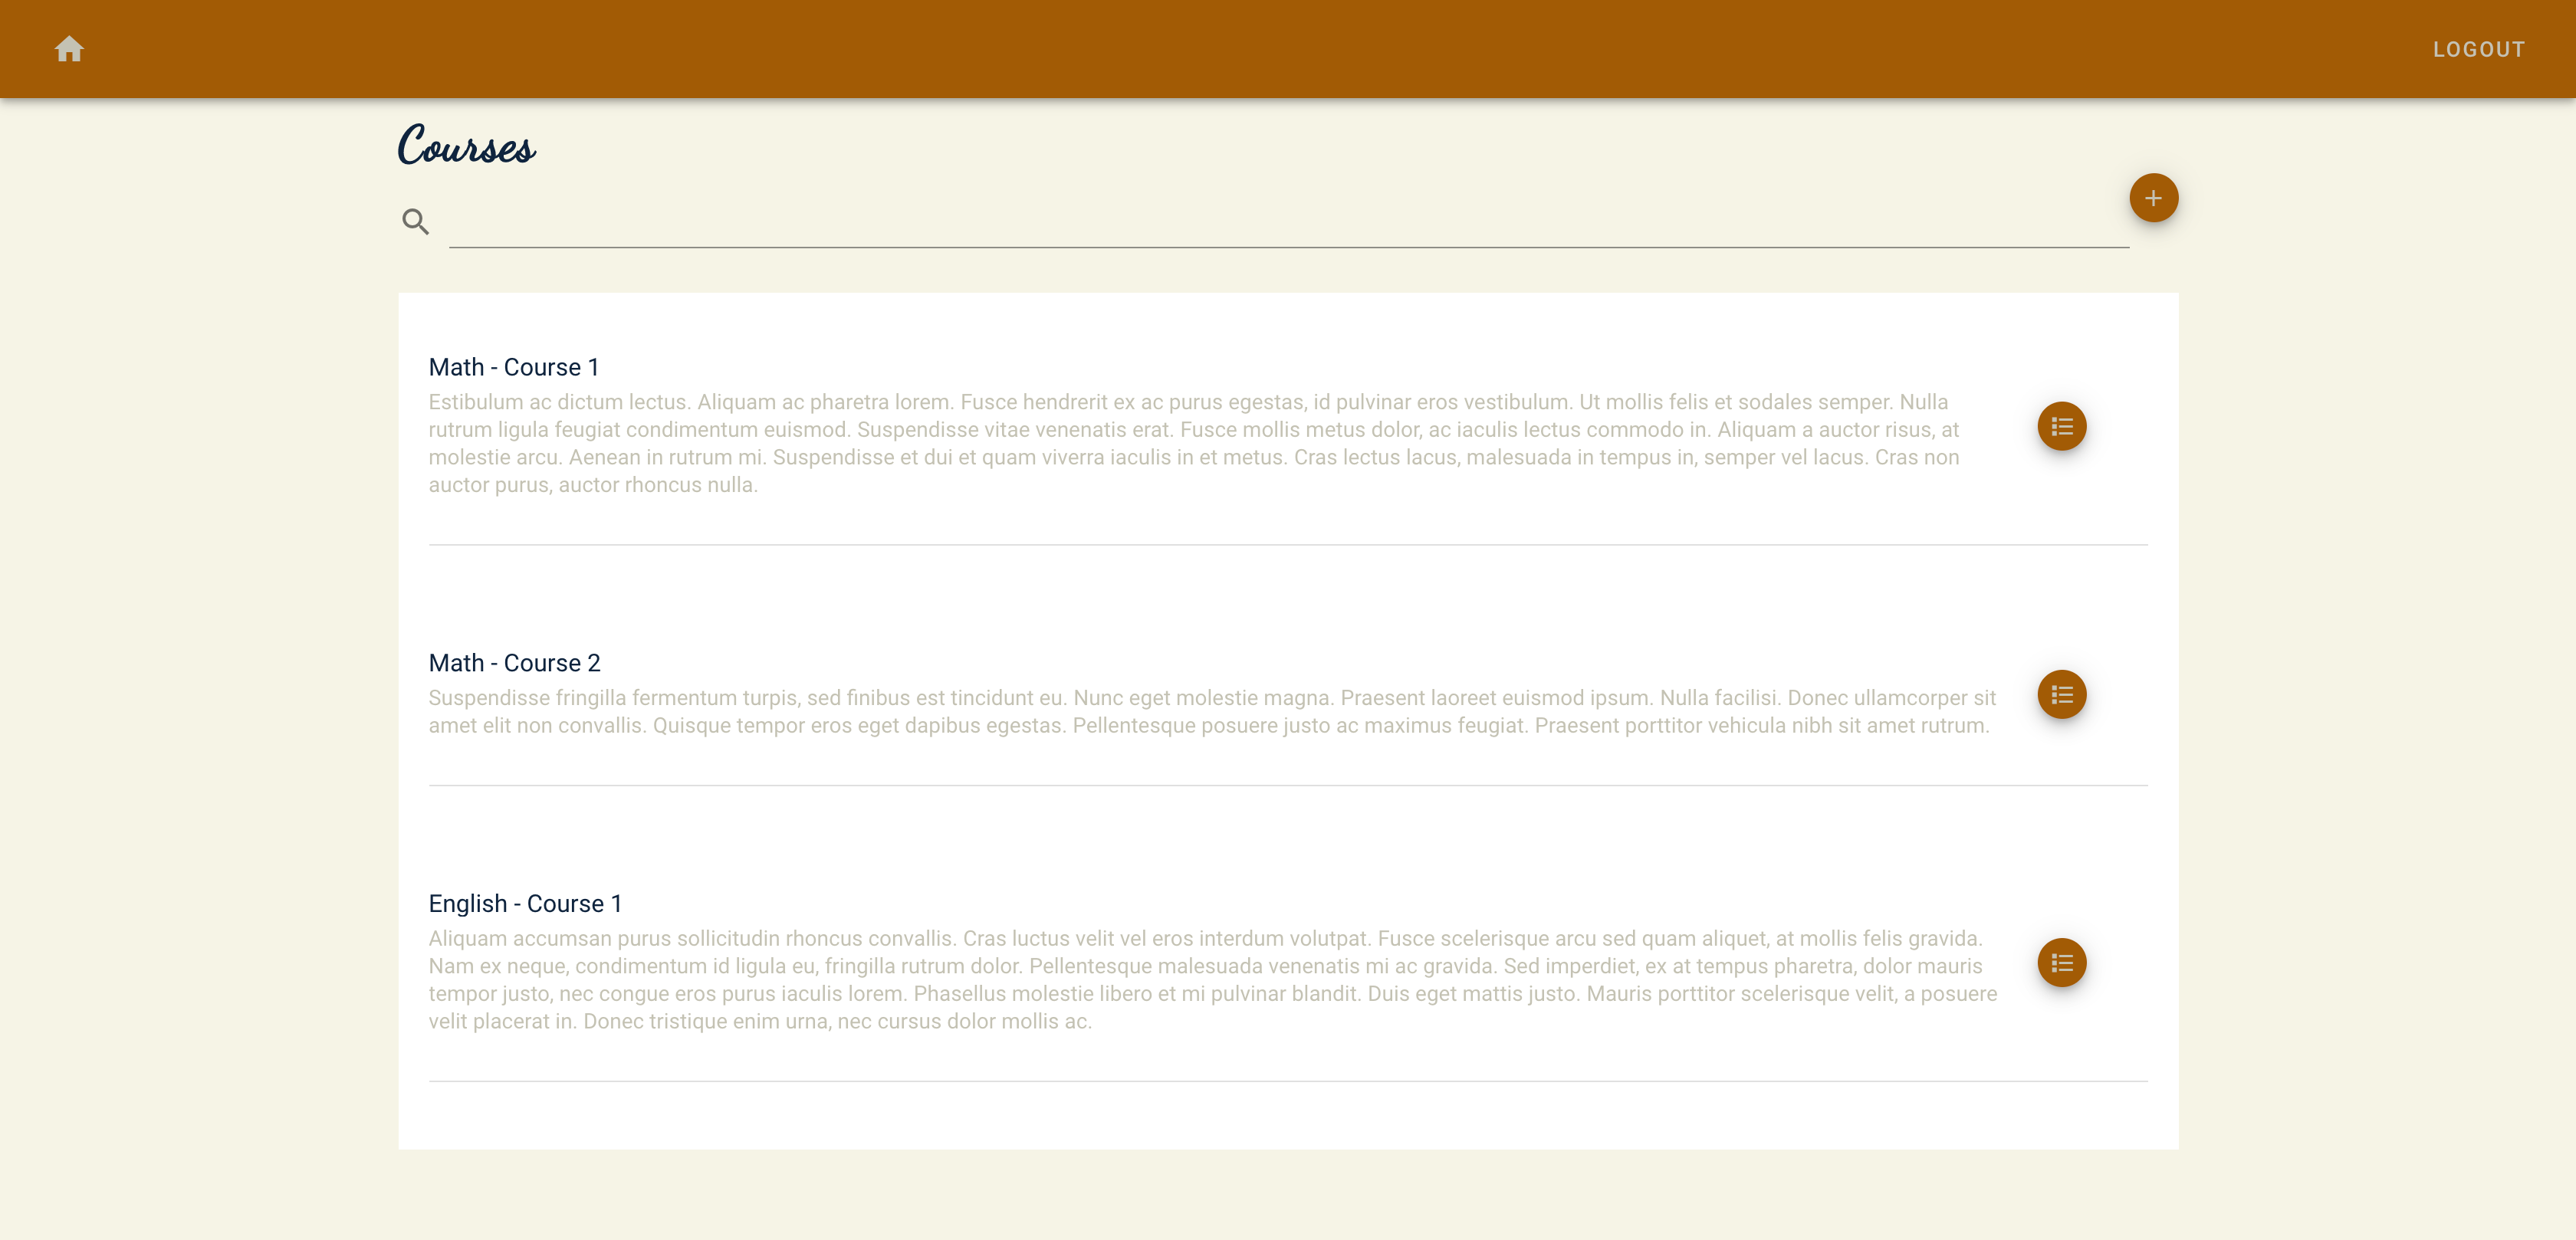 LOGOUT
Courses
Math - Course 1
Estibulum ac dictum lectus. Aliquam ac pharetra lorem. Fusce hendrerit ex ac purus egestas, id pulvinar eros vestibulum. Ut mollis felis et sodales semper. Nulla
rutrum ligula feugiat condimentum euismod. Suspendisse vitae venenatis erat. Fusce mollis metus dolor, ac iaculis lectus commodo in. Aliquam a auctor risus, at
molestie arcu. Aenean in rutrum mi. Suspendisse et dui et quam viverra iaculis in et metus. Cras lectus lacus, malesuada in tempus in, semper vel lacus. Cras non
auctor purus, auctor rhoncus nulla.
Math - Course 2
Suspendisse fringilla fermentum turpis, sed finibus est tincidunt eu. Nunc eget molestie magna. Praesent laoreet euismod ipsum. Nulla facilisi. Donec ullamcorper sit
amet elit non convallis. Quisque tempor eros eget dapibus egestas. Pellentesque posuere justo ac maximus feugiat. Praesent porttitor vehicula nibh sit amet rutrum.
English - Course 1
Aliquam accumsan purus sollicitudin rhoncus convallis. Cras luctus velit vel eros interdum volutpat. Fusce scelerisque arcu sed quam aliquet, at mollis felis gravida.
Nam ex neque, condimentum id ligula eu, fringilla rutrum dolor. Pellentesque malesuada venenatis mi ac gravida. Sed imperdiet, ex at tempus pharetra, dolor mauris
tempor justo, nec congue eros purus iaculis lorem. Phasellus molestie libero et mi pulvinar blandit. Duis eget mattis justo. Mauris porttitor scelerisque velit, a posuere
velit placerat in. Donec tristique enim urna, nec cursus dolor mollis ac.